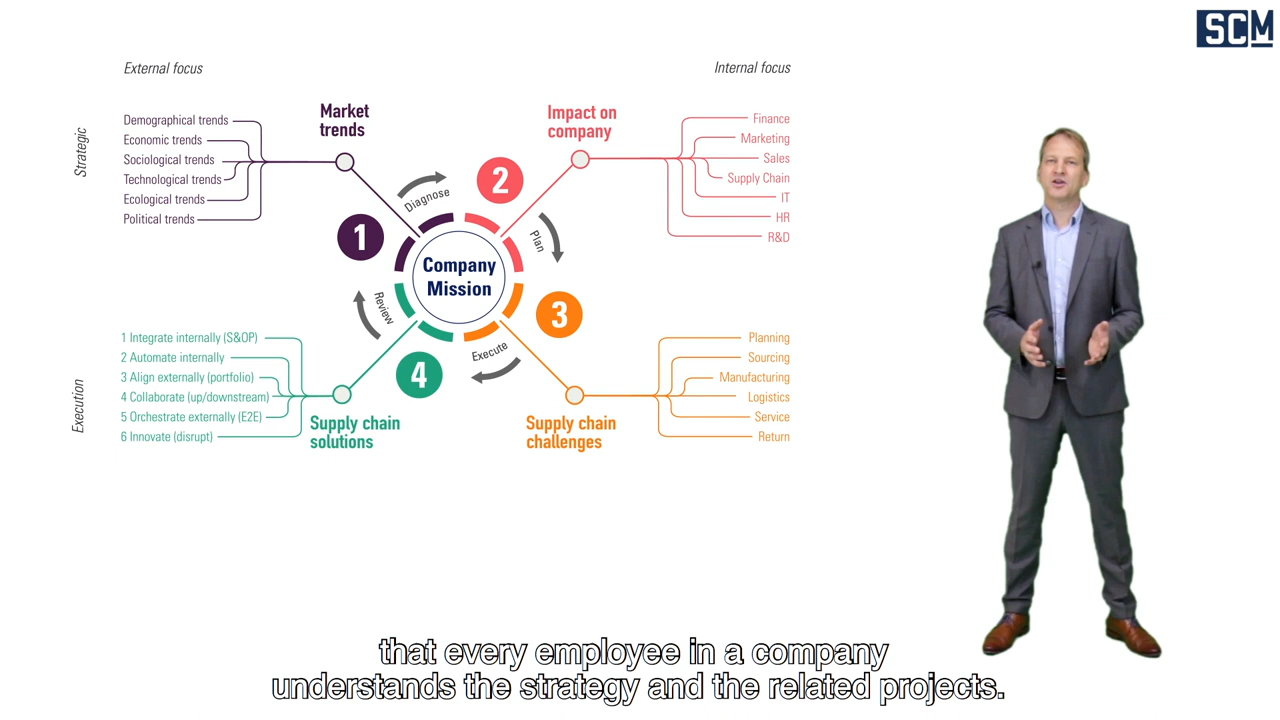 SCM
External focus
Internal focus
Strategic
Market
trends
Demographical trends
Economic trends
Sociological trends
Technological trends
Ecological trends
Political trends
Impact on
company
Finance
Marketing
Sales
Supply Chain
IT
HR
R&D
1
2
3
4
Diagnose
Plan
Execute
Review
Company
Mission
Execution
1 Integrate internally (S&OP)
2 Automate internally
3 Align externally (portfolio)
4 Collaborate (up/downstream)
5 Orchestrate externally (E2E)
6 Innovate (disrupt)
Supply chain
solutions
Supply chain
challenges
Planning
Sourcing
Manufacturing
Logistics
Service
Return
that every employee in a company
understands the strategy and the related projects.